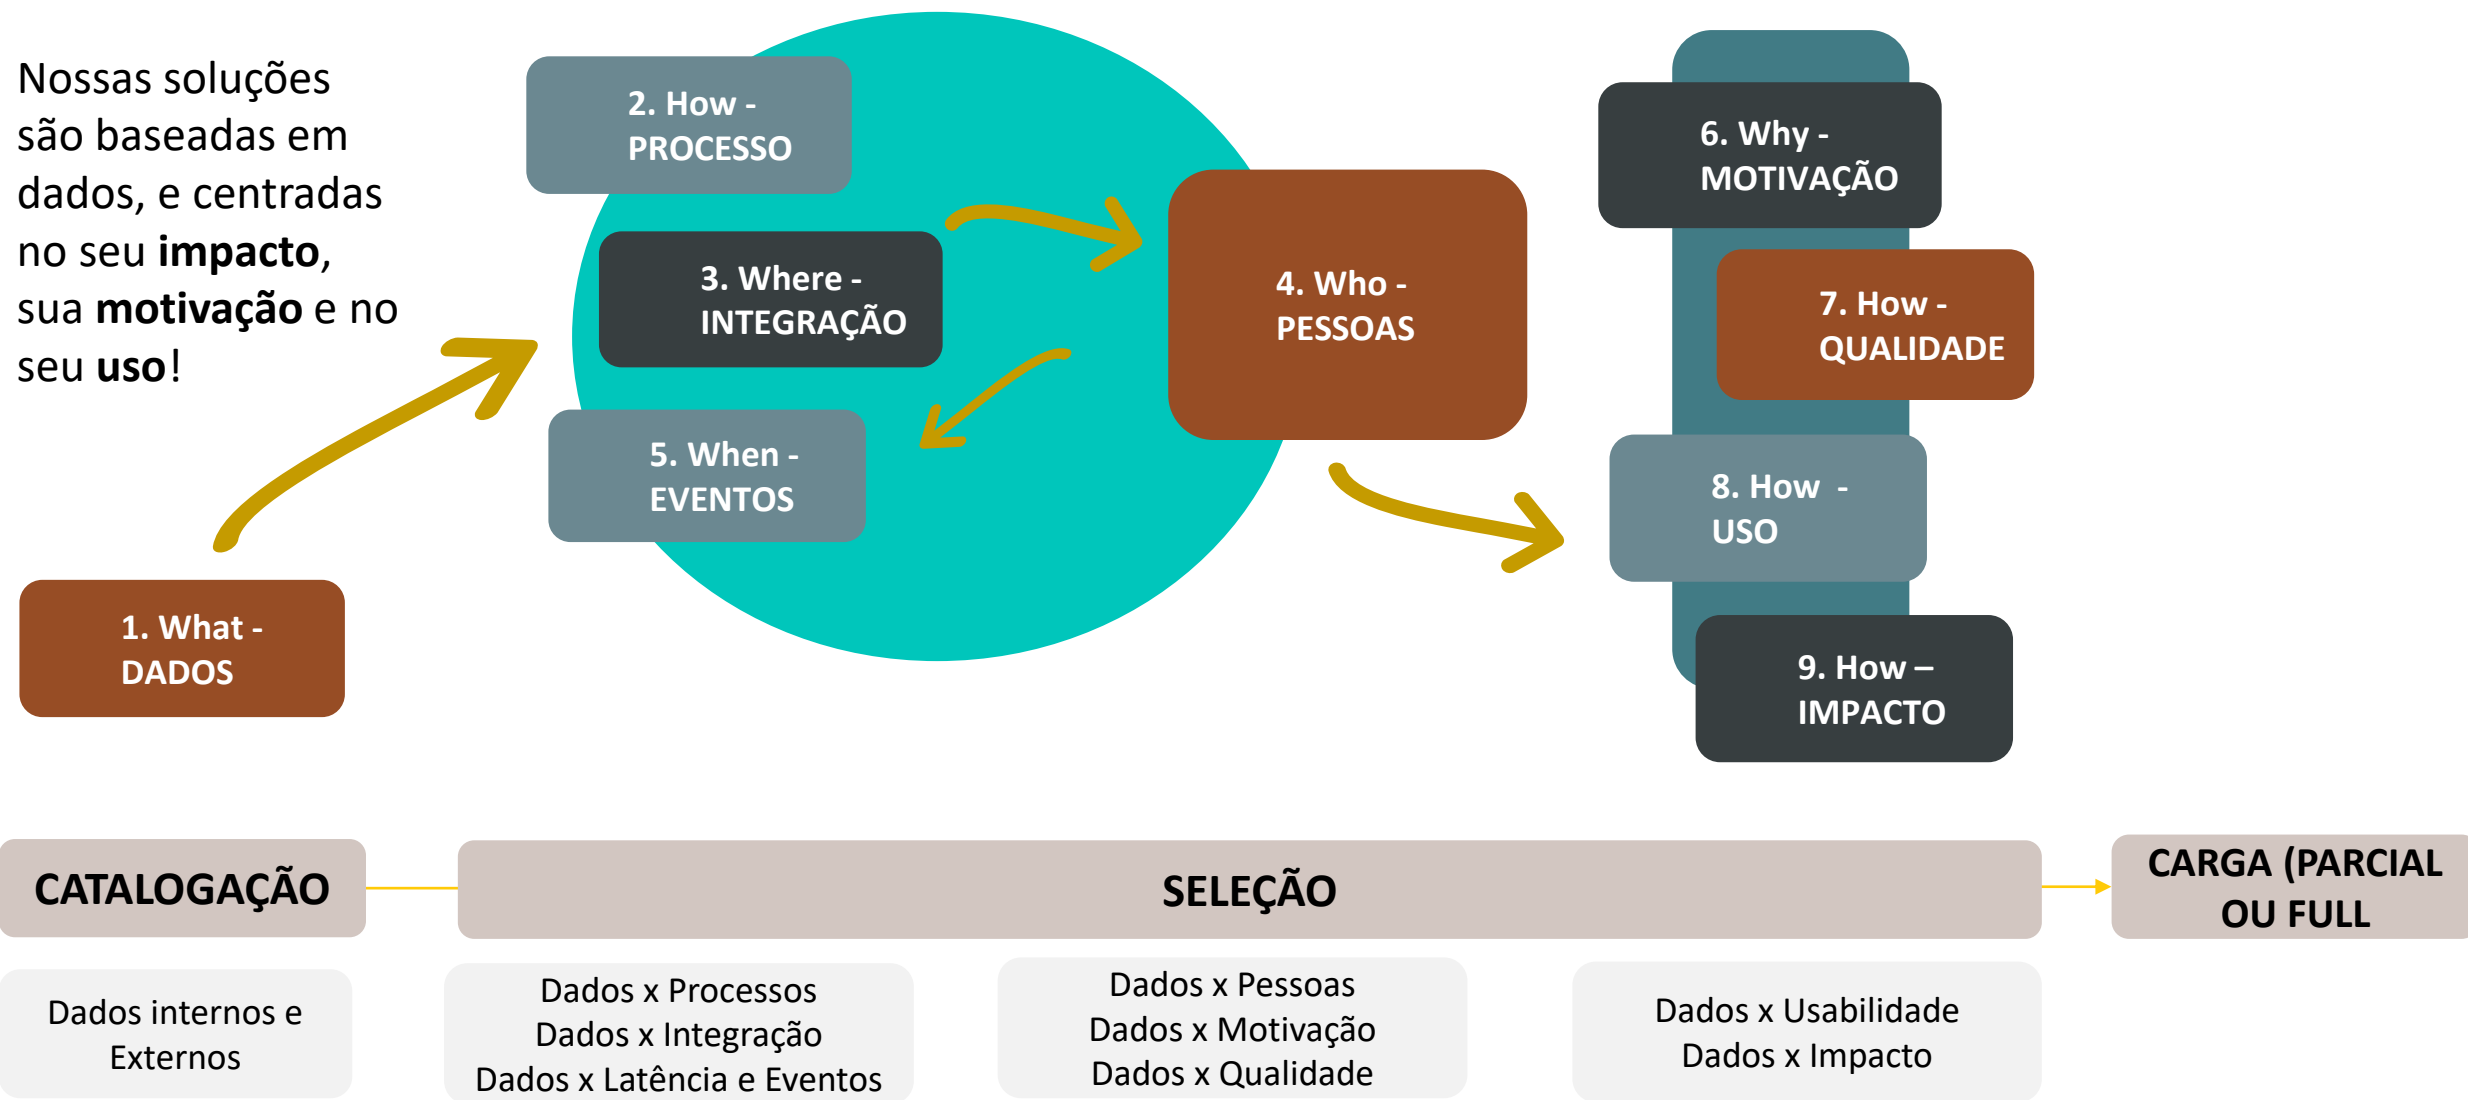 Nossas soluções
são baseadas em
dados, e centradas
no seu impacto,
sua motivação e no
seu uso!
1. What -
DADOS
2. How -
PROCESSO
3. Where -
INTEGRAÇÃO
4. Who -
PESSOAS
5. When -
EVENTOS
6. Why -
MOTIVAÇÃO
7. How -
QUALIDADE
8. How  -
USO
9. How –
IMPACTO
CATALOGAÇÃO
SELEÇÃO
CARGA (PARCIAL
OU FULL
Dados internos e
Externos
Dados x Processos
Dados x Integração
Dados x Latência e Eventos
Dados x Pessoas
Dados x Motivação
Dados x Qualidade
Dados x Usabilidade
Dados x Impacto